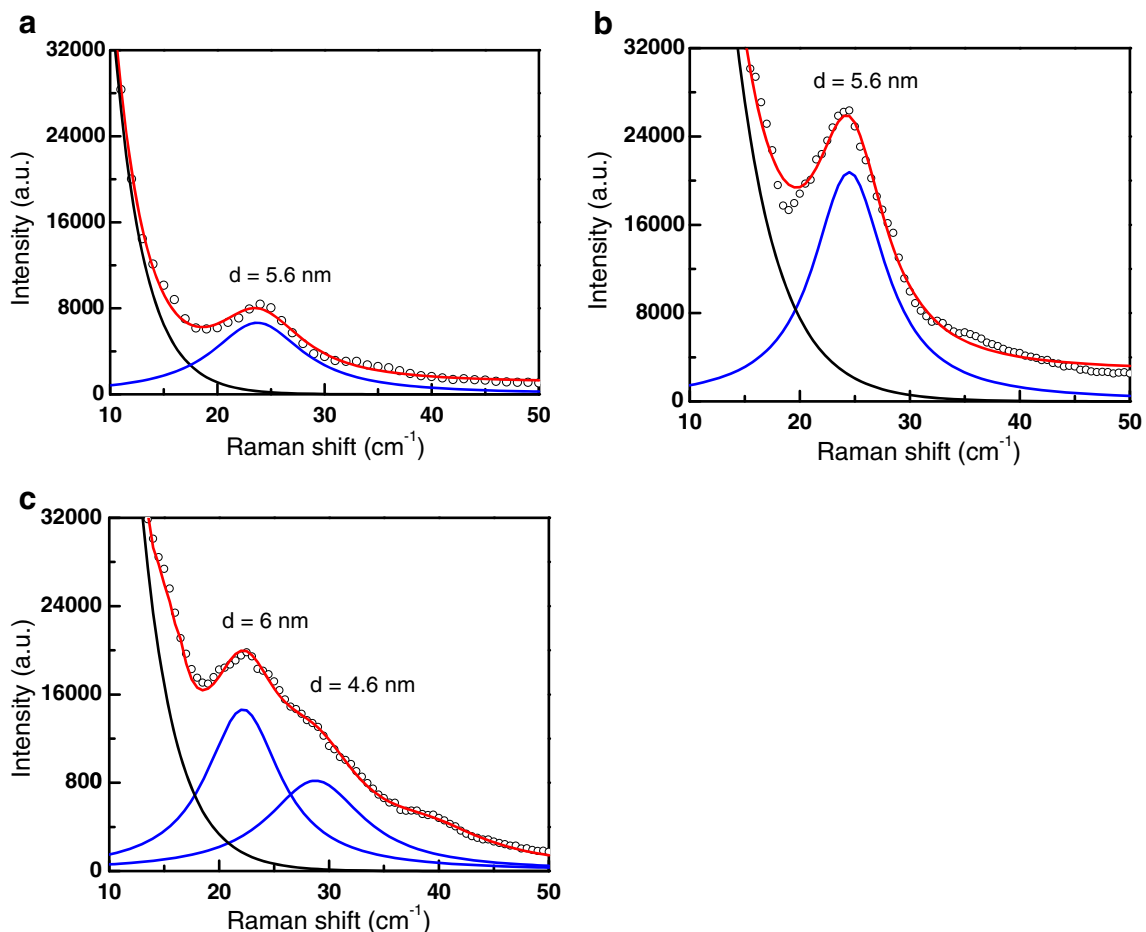 a
32000
24000
16000
8000
0
Intensity (a.u.)
d = 5.6 nm
10 20 30 40 50
Raman shift (cm⁻¹)
b
32000
24000
16000
8000
0
Intensity (a.u.)
d = 5.6 nm
10 20 30 40 50
Raman shift (cm⁻¹)
c
32000
24000
16000
800
0
Intensity (a.u.)
d = 6 nm
d = 4.6 nm
10 20 30 40 50
Raman shift (cm⁻¹)